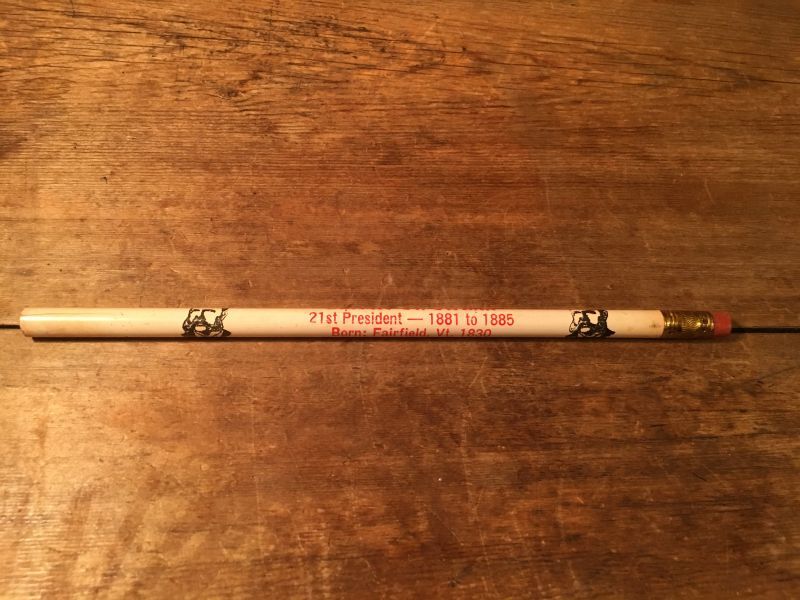 21st President — 1881 to 1885
Born: Fairfield, Vt. 1830